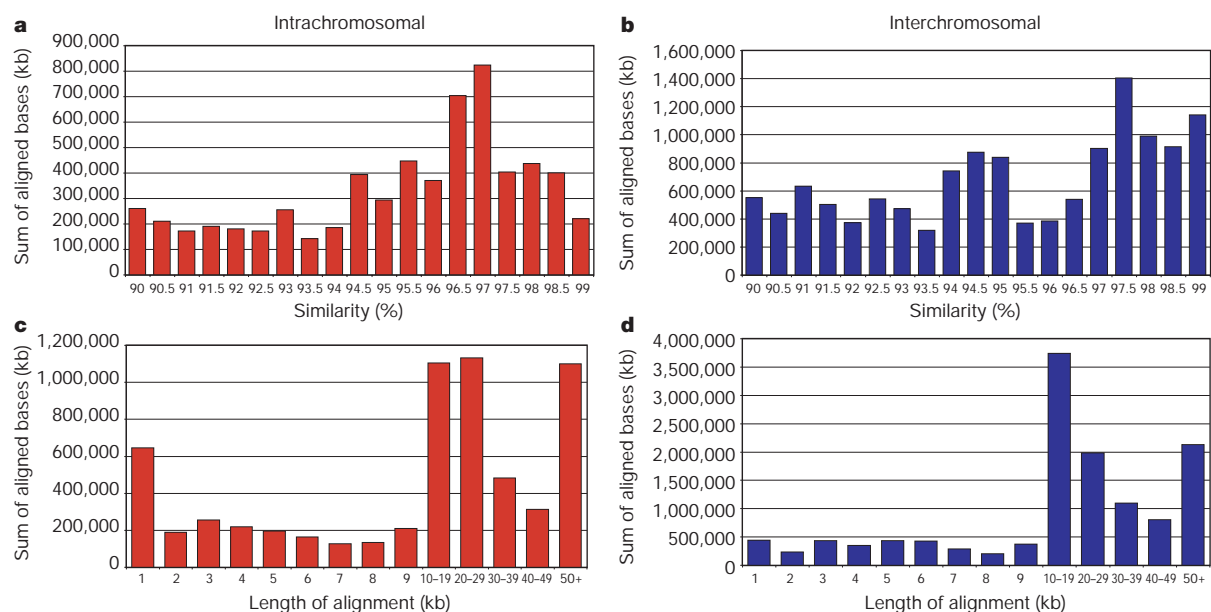 a Intrachromosomal
Sum of aligned bases (kb)
900,000
800,000
700,000
600,000
500,000
400,000
300,000
200,000
100,000
0
90 90.5 91 91.5 92 92.5 93 93.5 94 94.5 95 95.5 96 96.5 97 97.5 98 98.5 99
Similarity (%)
b Interchromosomal
Sum of aligned bases (kb)
1,600,000
1,400,000
1,200,000
1,000,000
800,000
600,000
400,000
200,000
0
90 90.5 91 91.5 92 92.5 93 93.5 94 94.5 95 95.5 96 96.5 97 97.5 98 98.5 99
Similarity (%)
c
Sum of aligned bases (kb)
1,200,000
1,000,000
800,000
600,000
400,000
200,000
0
1 2 3 4 5 6 7 8 9 10–19 20–29 30–39 40–49 50+
Length of alignment (kb)
d
Sum of aligned bases (kb)
4,000,000
3,500,000
3,000,000
2,500,000
2,000,000
1,500,000
1,000,000
500,000
0
1 2 3 4 5 6 7 8 9 10–19 20–29 30–39 40–49 50+
Length of alignment (kb)